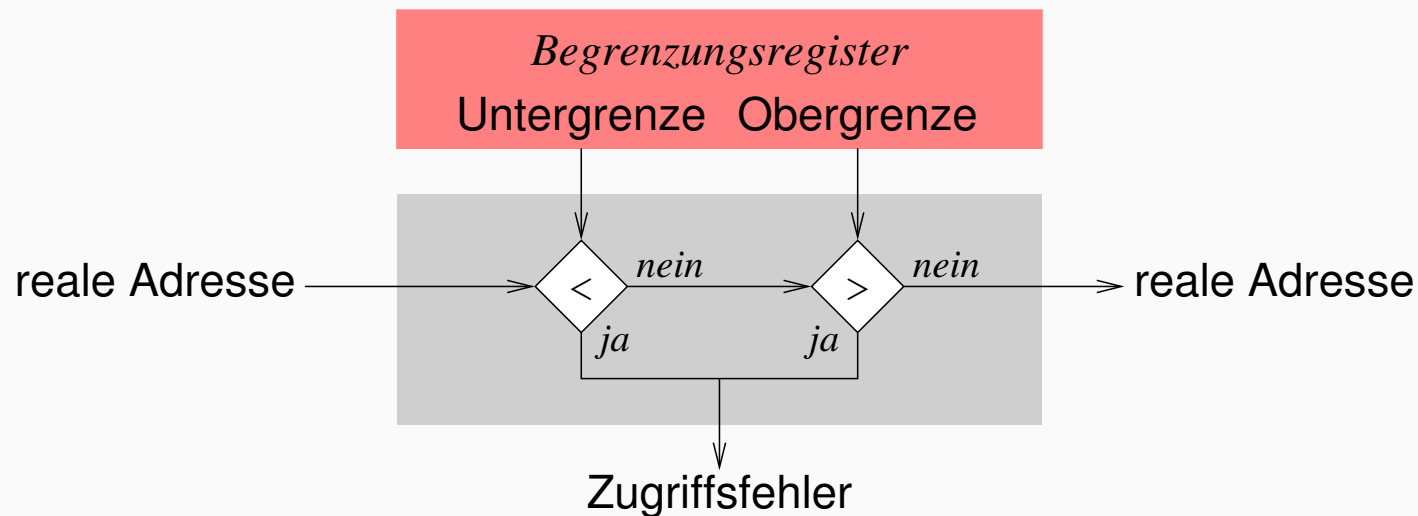 Begrenzungsregister
Untergrenze Obergrenze
reale Adresse < nein > nein reale Adresse
ja ja
Zugriffsfehler